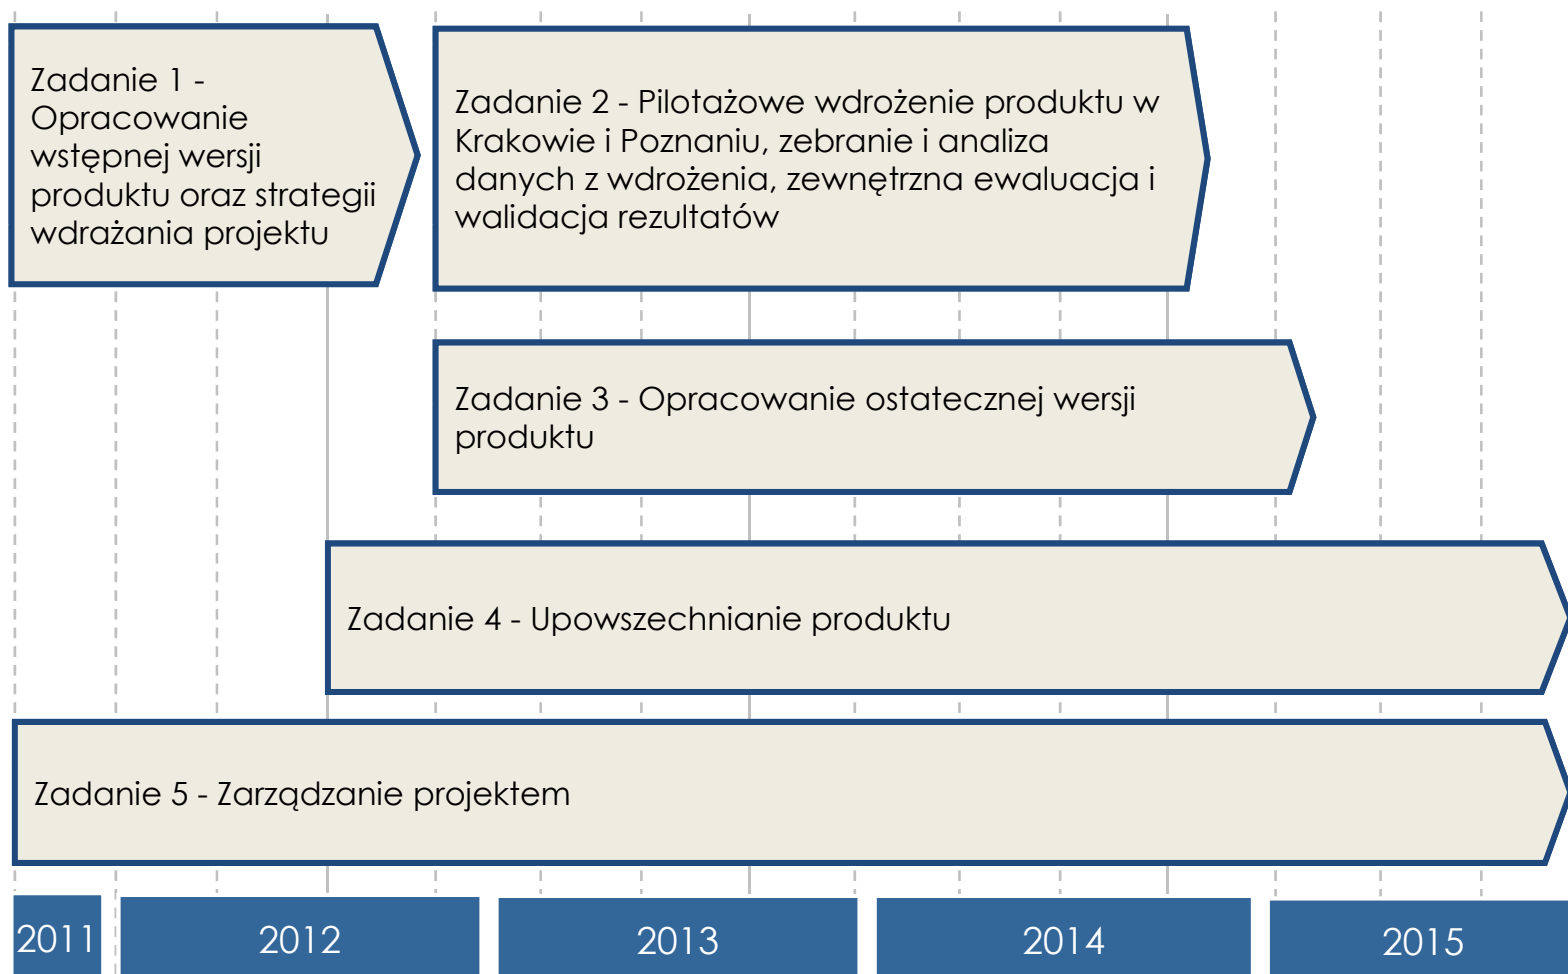 Zadanie 1 -
Opracowanie
wstępnej wersji
produktu oraz strategii
wdrażania projektu
Zadanie 2 - Pilotażowe wdrożenie produktu w
Krakowie i Poznaniu, zebranie i analiza
danych z wdrożenia, zewnętrzna ewaluacja i
walidacja rezultatów
Zadanie 3 - Opracowanie ostatecznej wersji
produktu
Zadanie 4 - Upowszechnianie produktu
Zadanie 5 - Zarządzanie projektem
2011 2012 2013 2014 2015